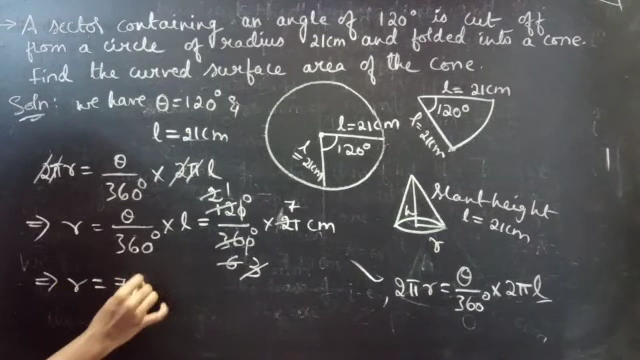 → A sector containing an angle of 120° is cut off
from a circle of radius 21cm and folded into a cone.
Find the curved surface area of the cone.
Soln: we have θ = 120° &
l = 21cm
2πr = θ/360° × 2πl
⇒ r = θ/360° × l = 120°/360° × 21 cm
⇒ r = 7
l = 21cm
120°
l = 21cm
l = 21cm
120°
l = 21cm
Slant height
l = 21cm
h
r
2πr = θ/360° × 2πl